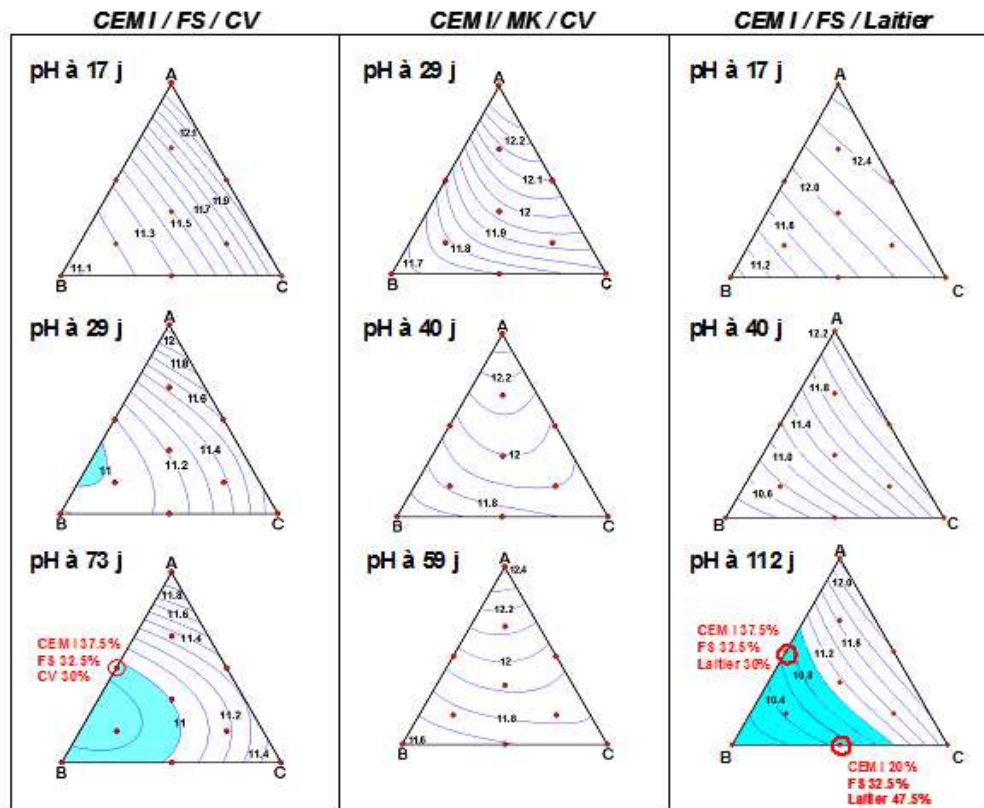 CEM I / FS / CV
CEM I / MK / CV
CEM I / FS / Laitier
pH à 17 j
A
12.1
11.9
11.7
11.5
11.3
11.1
B
C
pH à 29 j
A
12.2
12.1
12
11.9
11.8
11.7
B
C
pH à 17 j
A
12.4
12.0
11.6
11.2
B
C
pH à 29 j
A
12
11.8
11.6
11.4
11.2
11
B
C
pH à 40 j
A
12.2
12
11.8
B
C
pH à 40 j
A
12.2
11.8
11.4
11.0
10.6
B
C
pH à 73 j
A
11.8
11.6
11.4
CEM I 37.5%
FS 32.5%
CV 30%
11.2
11
11.4
B
C
pH à 59 j
A
12.4
12.2
12
11.8
11.6
B
C
pH à 112 j
A
12.0
CEM I 37.5%
FS 32.5%
Laitier 30%
11.6
11.2
10.8
10.4
B
C
CEM I 20%
FS 32.5%
Laitier 47.5%